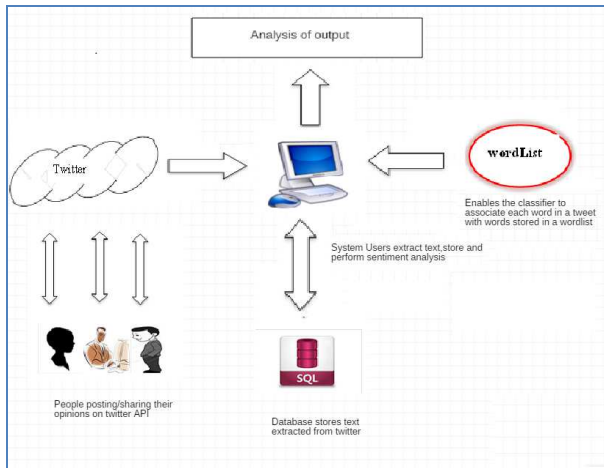 Analysis of output
Twitter
wordList
Enables the classifier to
associate each word in a tweet
with words stored in a wordlist
System Users extract text,store and
perform sentiment analysis
SQL
People posting/sharing their
opinions on twitter API
Database stores text
extracted from twitter